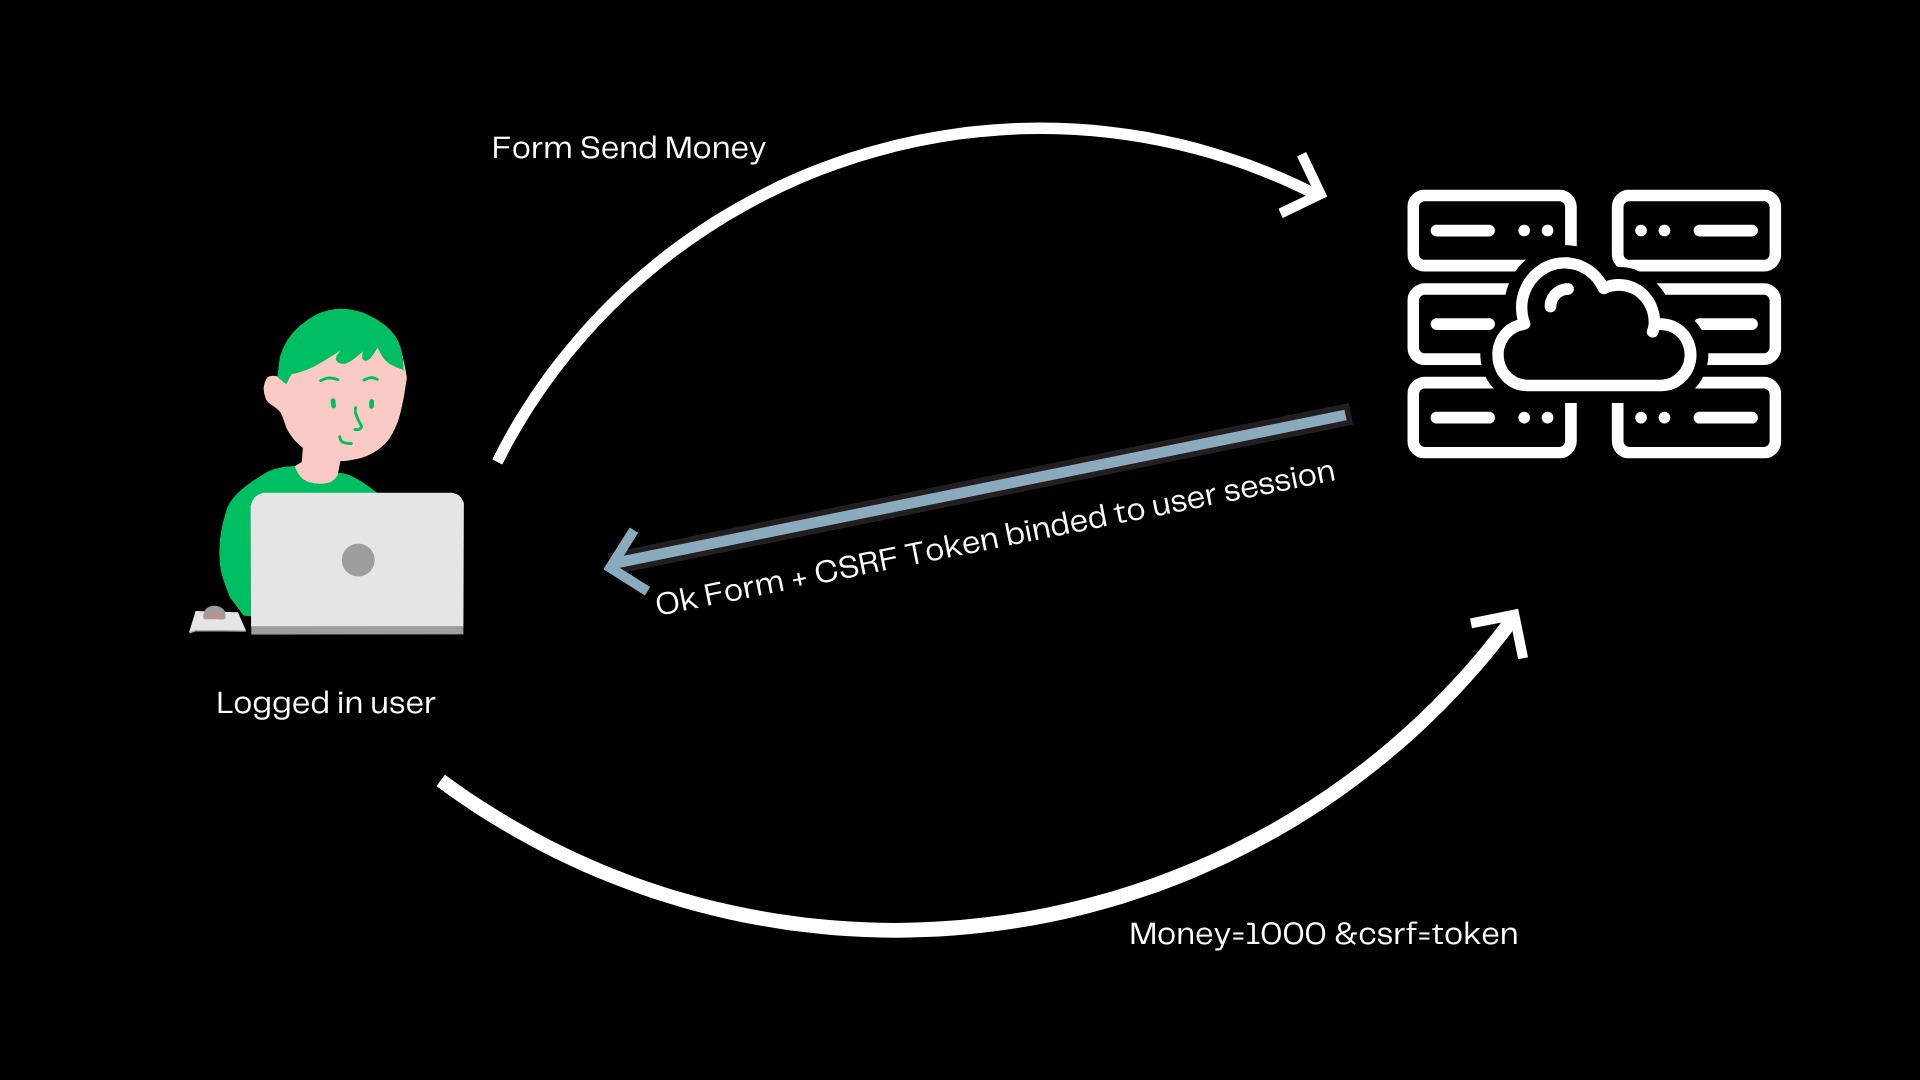 Form Send Money
Ok Form + CSRF Token binded to user session
Logged in user
Money=1000 &csrf=token